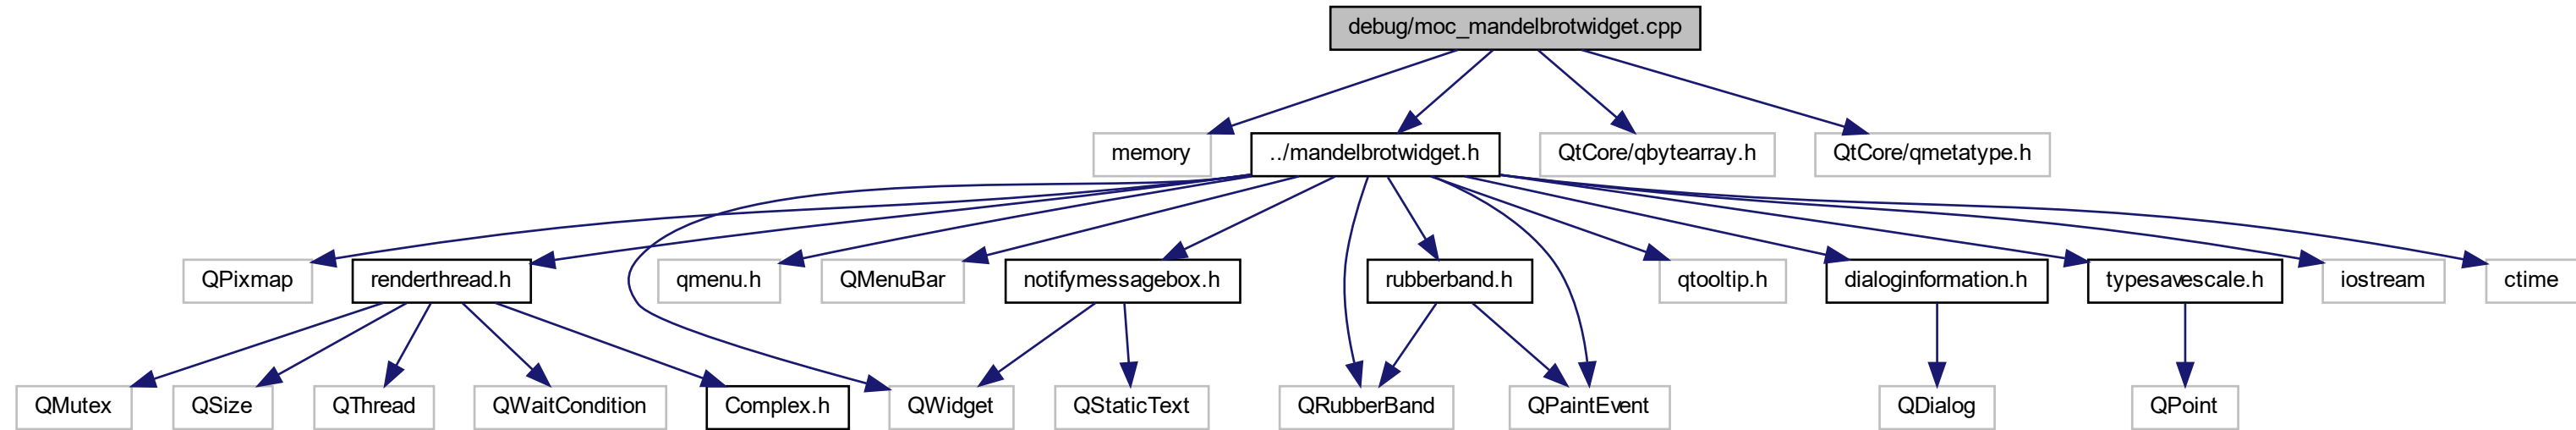 debug/moc_mandelbrotwidget.cpp
memory
../mandelbrotwidget.h
QtCore/qbytearray.h
QtCore/qmetatype.h
QPixmap
renderthread.h
qmenu.h
QMenuBar
notifymessagebox.h
rubberband.h
qtooltip.h
dialoginformation.h
typesavescale.h
iostream
ctime
QMutex
QSize
QThread
QWaitCondition
Complex.h
QWidget
QStaticText
QRubberBand
QPaintEvent
QDialog
QPoint